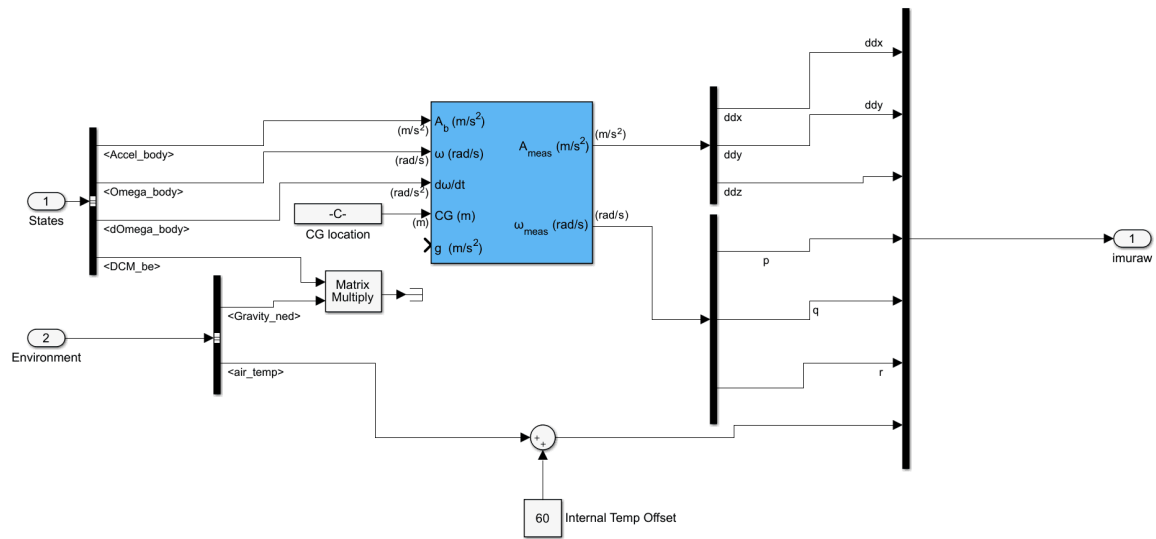 1
States
<Accel_body>
<Omega_body>
<dOmega_body>
<DCM_be>
2
Environment
<Gravity_ned>
<air_temp>
-C-
CG location
Matrix
Multiply
(m/s²)
(rad/s)
(rad/s²)
(m)
A_b (m/s²)
ω (rad/s)
dω/dt
CG (m)
g (m/s²)
A_meas (m/s²)
ω_meas (rad/s)
(m/s²)
(rad/s)
+
+
60
Internal Temp Offset
ddx
ddy
ddz
ddx
ddy
p
q
r
1
imuraw